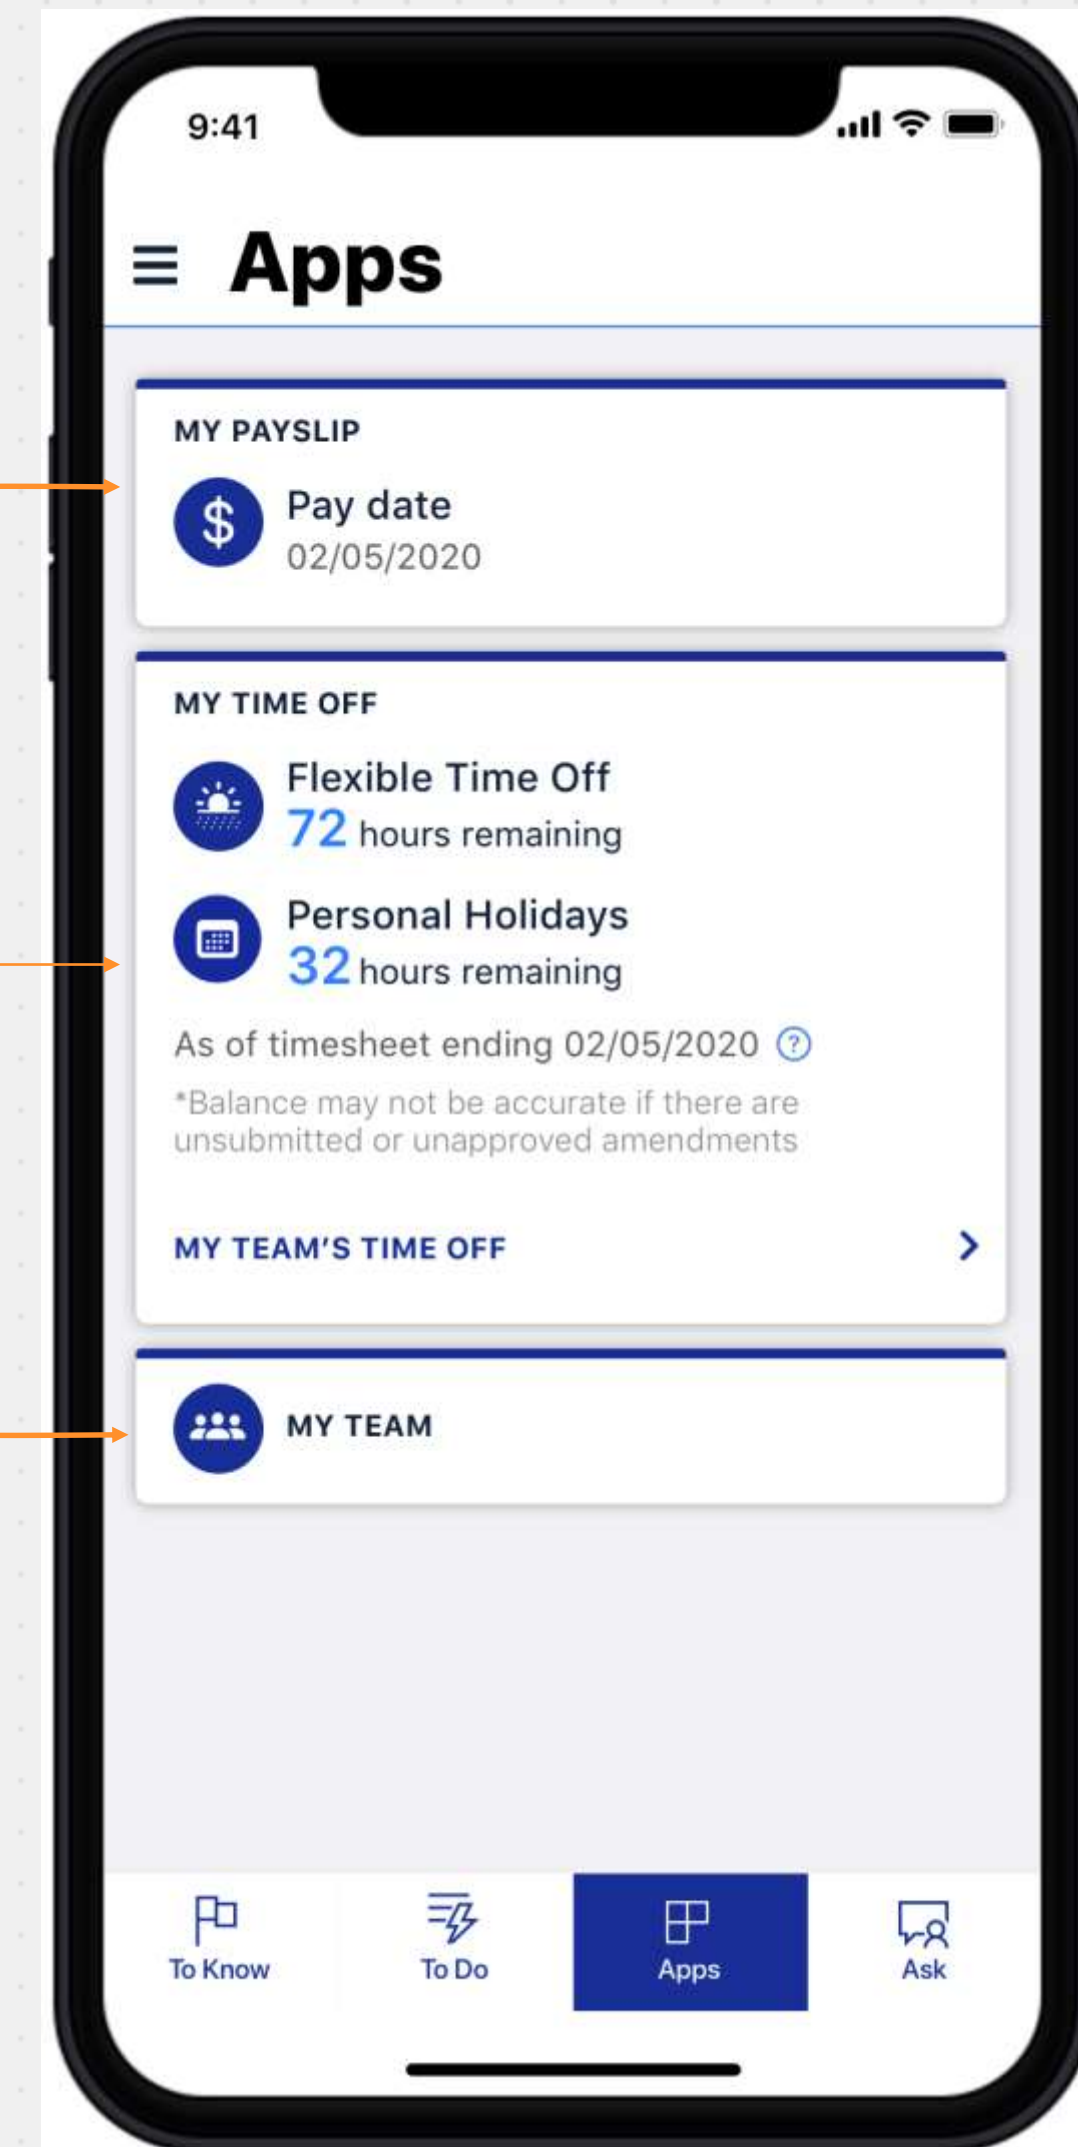 9:41
Apps
MY PAYSLIP
$
Pay date
02/05/2020
MY TIME OFF
Flexible Time Off
72 hours remaining
Personal Holidays
32 hours remaining
As of timesheet ending 02/05/2020 ?
*Balance may not be accurate if there are
unsubmitted or unapproved amendments
MY TEAM'S TIME OFF
MY TEAM
To Know To Do Apps Ask